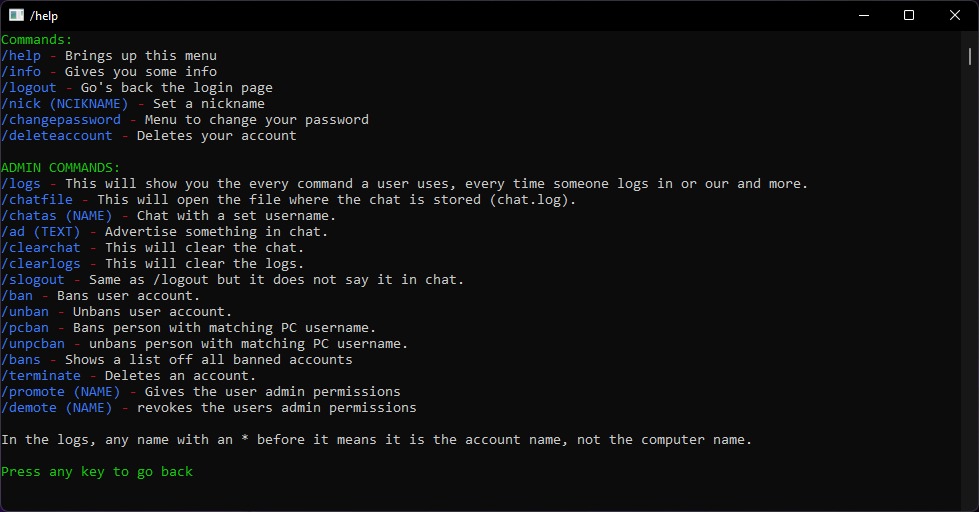 /help
Commands:
/help - Brings up this menu
/info - Gives you some info
/logout - Go's back the login page
/nick (NCIKNAME) - Set a nickname
/changepassword - Menu to change your password
/deleteaccount - Deletes your account
ADMIN COMMANDS:
/logs - This will show you the every command a user uses, every time someone logs in or our and more.
/chatfile - This will open the file where the chat is stored (chat.log).
/chatas (NAME) - Chat with a set username.
/ad (TEXT) - Advertise something in chat.
/clearchat - This will clear the chat.
/clearlogs - This will clear the logs.
/slogout - Same as /logout but it does not say it in chat.
/ban - Bans user account.
/unban - Unbans user account.
/pcban - Bans person with matching PC username.
/unpcban - unbans person with matching PC username.
/bans - Shows a list off all banned accounts
/terminate - Deletes an account.
/promote (NAME) - Gives the user admin permissions
/demote (NAME) - revokes the users admin permissions
In the logs, any name with an * before it means it is the account name, not the computer name.
Press any key to go back